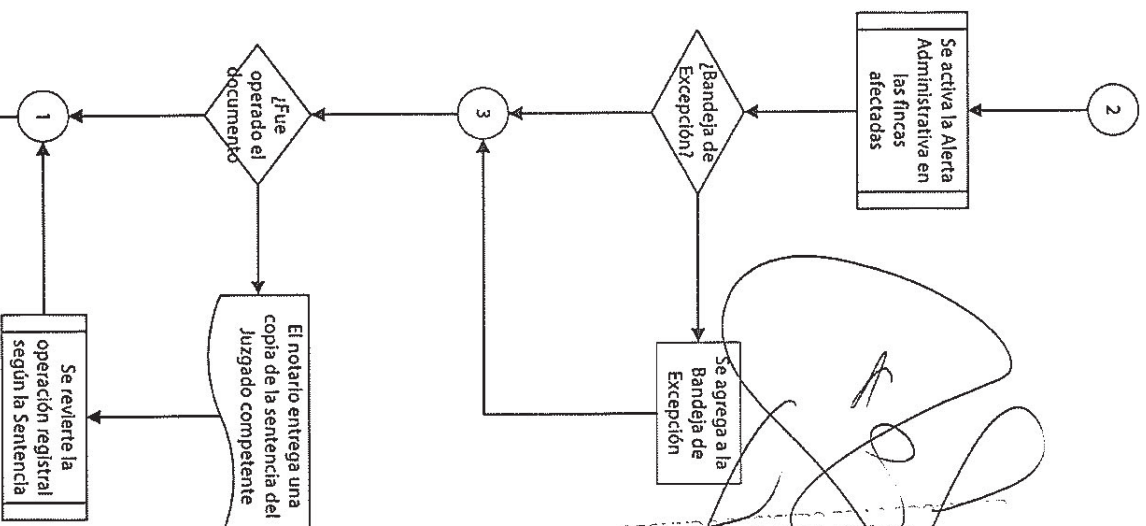 2
Se activa la Alerta
Administrativa en
las fincas
afectadas
¿Bandeja de
Excepción?
Se agrega a la
Bandeja de
Excepción
3
¿Fue
operado el
documento
El notario entrega una
copia de la sentencia del
Juzgado competente
1
Se revierte la
operación registral
según la Sentencia